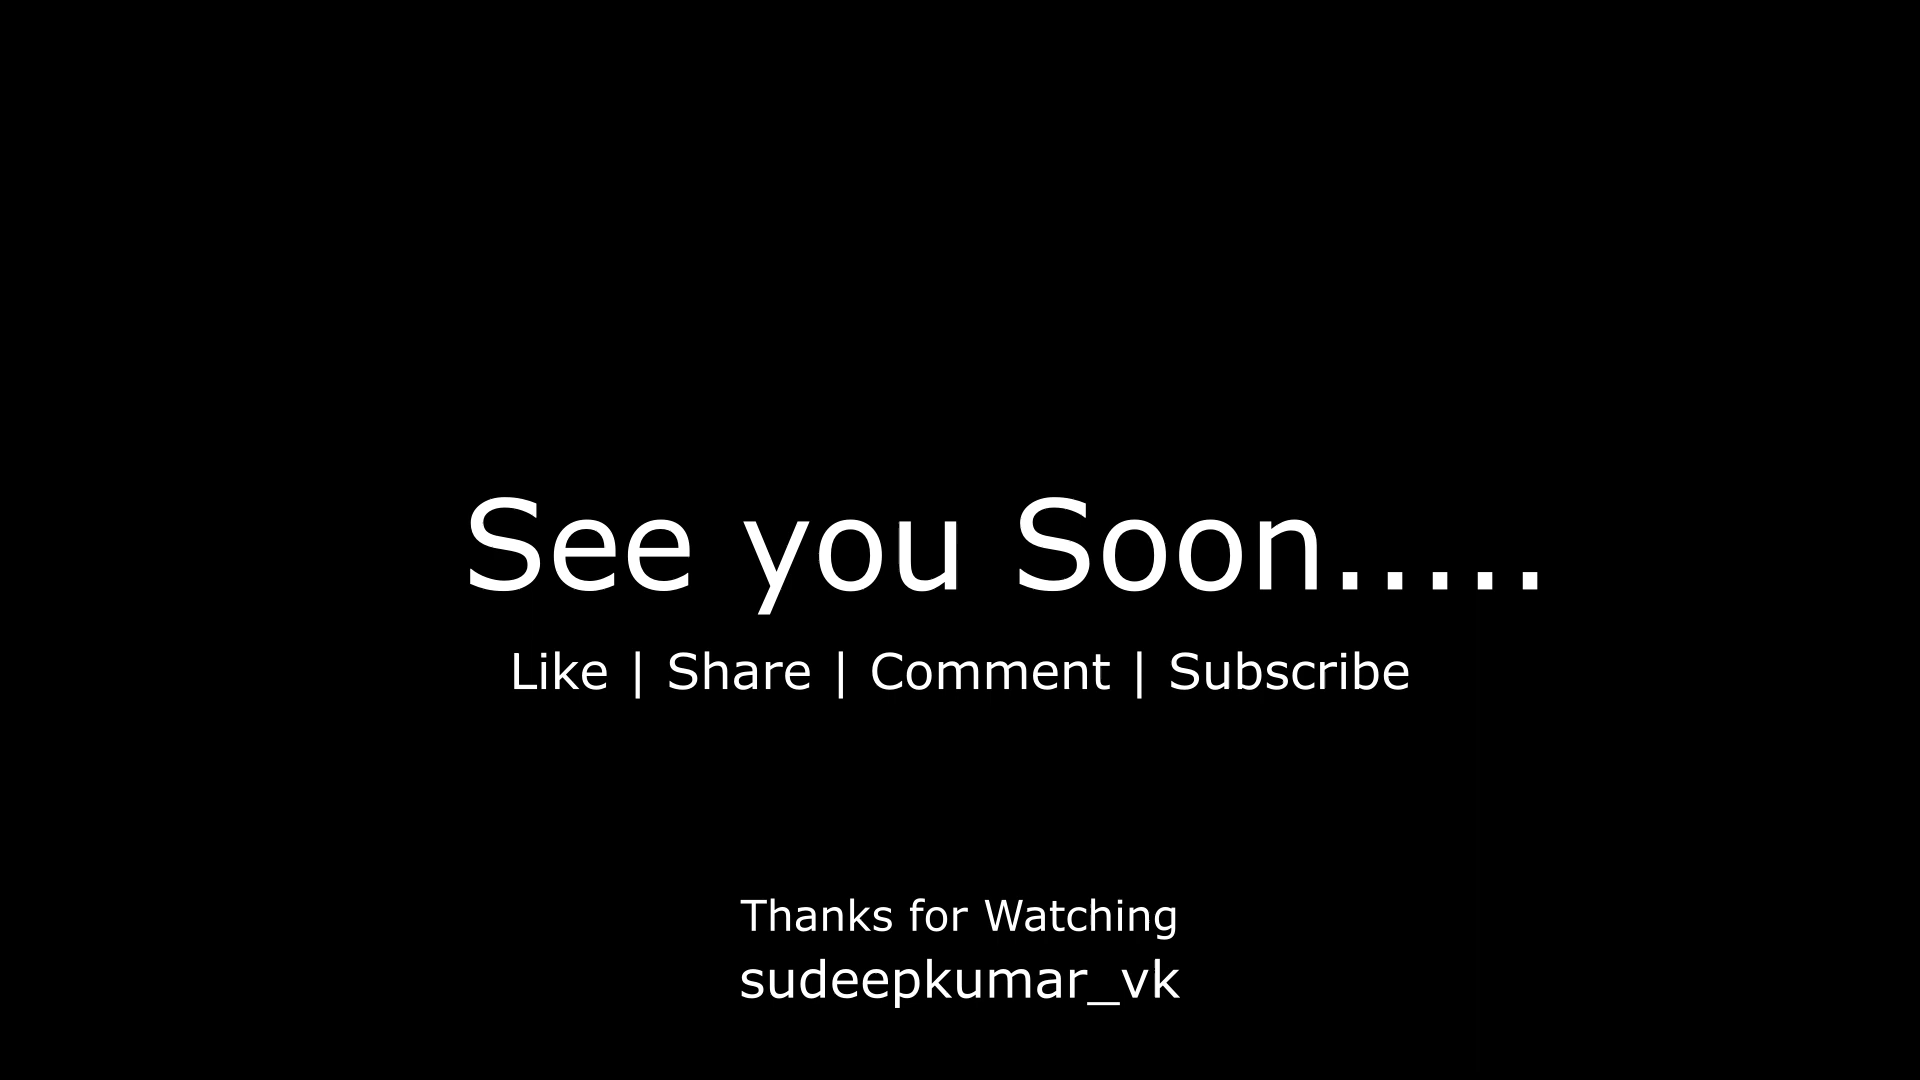 See you Soon.....
Like | Share | Comment | Subscribe
Thanks for Watching
sudeepkumar_vk